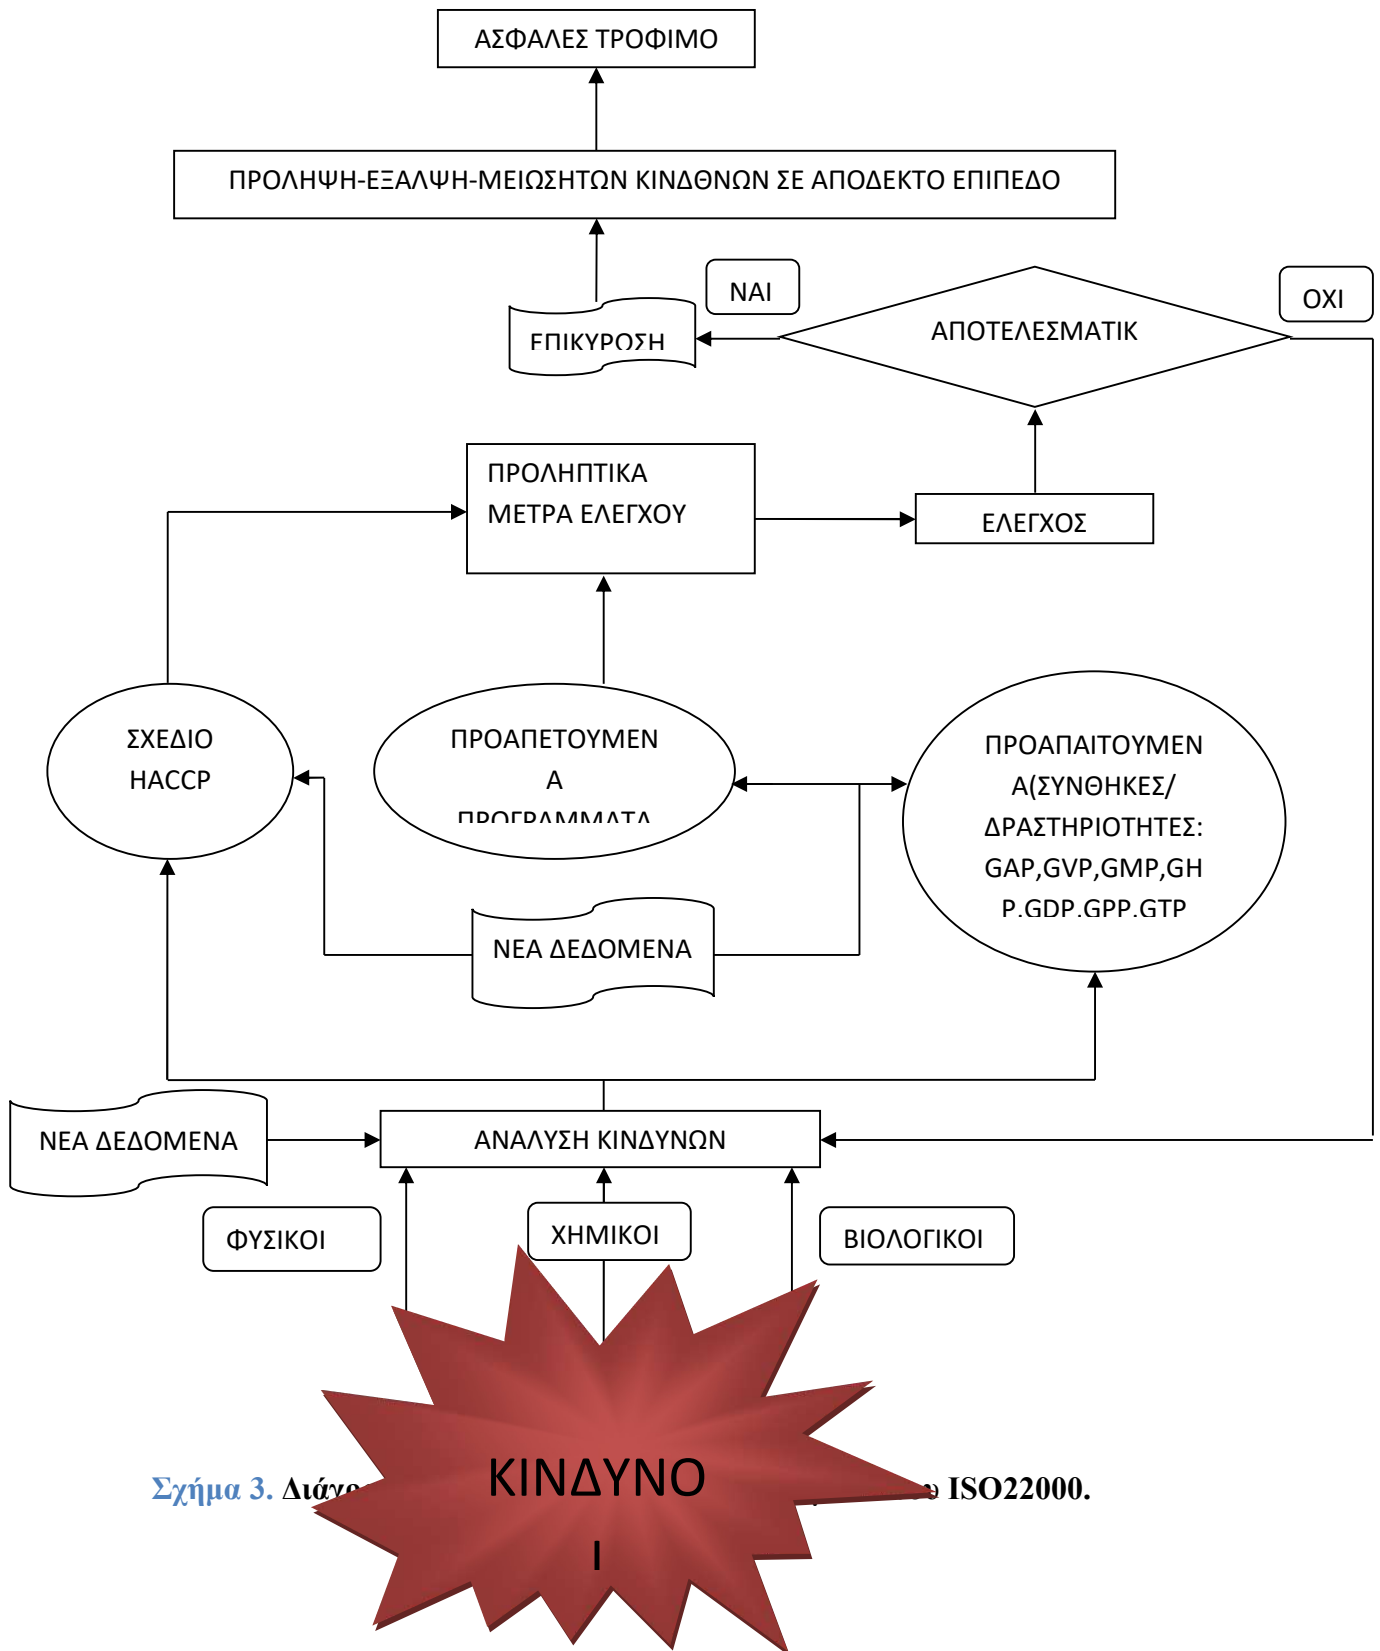 ΑΣΦΑΛΕΣ ΤΡΟΦΙΜΟ
ΠΡΟΛΗΨΗ-ΕΞΑΛΨΗ-ΜΕΙΩΣΗΤΩΝ ΚΙΝΔΘΝΩΝ ΣΕ ΑΠΟΔΕΚΤΟ ΕΠΙΠΕΔΟ
ΝΑΙ
ΟΧΙ
ΕΠΙΚΥΡΩΣΗ
ΑΠΟΤΕΛΕΣΜΑΤΙΚ
ΠΡΟΛΗΠΤΙΚΑ
ΜΕΤΡΑ ΕΛΕΓΧΟΥ
ΕΛΕΓΧΟΣ
ΣΧΕΔΙΟ
HACCP
ΠΡΟΑΠΕΤΟΥΜΕΝ
Α
ΠΡΟΓΡΑΜΜΑΤΑ
ΠΡΟΑΠΑΙΤΟΥΜΕΝ
Α(ΣΥΝΘΗΚΕΣ/
ΔΡΑΣΤΗΡΙΟΤΗΤΕΣ:
GAP,GVP,GMP,GH
P,GDP,GPP,GTP
ΝΕΑ ΔΕΔΟΜΕΝΑ
ΝΕΑ ΔΕΔΟΜΕΝΑ
ΑΝΑΛΥΣΗ ΚΙΝΔΥΝΩΝ
ΦΥΣΙΚΟΙ
ΧΗΜΙΚΟΙ
ΒΙΟΛΟΓΙΚΟΙ
ΚΙΝΔΥΝΟ
Ι
Σχήμα 3. ISO22000.